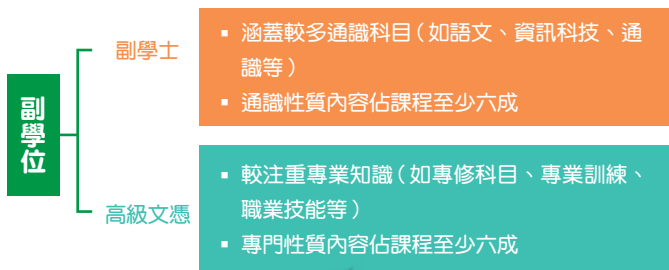 副學位
副學士
▪ 涵蓋較多通識科目（如語文、資訊科技、通
識等）
▪ 通識性質內容佔課程至少六成
高級文憑
▪ 較注重專業知識（如專修科目、專業訓練、
職業技能等）
▪ 專門性質內容佔課程至少六成